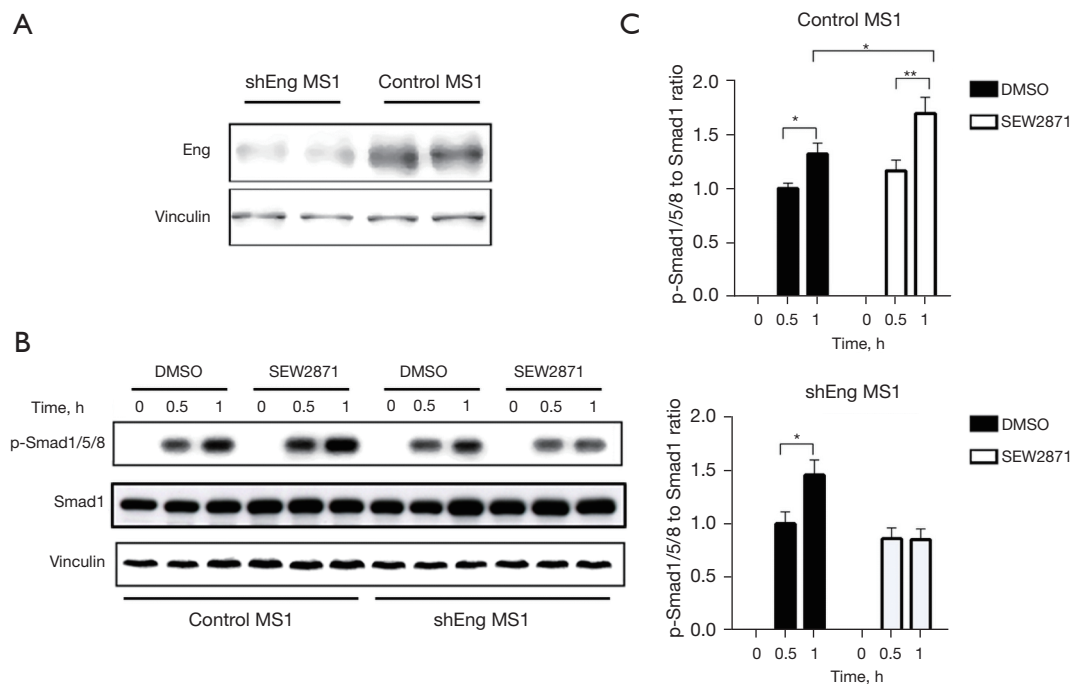 A
shEng MS1 Control MS1
Eng
Vinculin
B
DMSO SEW2871 DMSO SEW2871
Time, h 0 0.5 1 0 0.5 1 0 0.5 1 0 0.5 1
p-Smad1/5/8
Smad1
Vinculin
Control MS1 shEng MS1
C
Control MS1
p-Smad1/5/8 to Smad1 ratio
2.0
1.5
1.0
0.5
0.0
* ** *
DMSO
SEW2871
0 0.5 1 0 0.5 1
Time, h
shEng MS1
p-Smad1/5/8 to Smad1 ratio
2.0
1.5
1.0
0.5
0.0
*
DMSO
SEW2871
0 0.5 1 0 0.5 1
Time, h